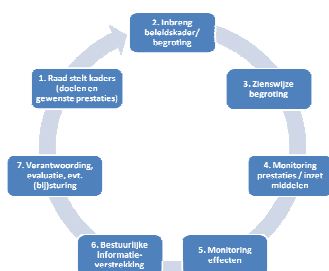 1. Raad stelt kaders
(doelen en
gewenste prestaties)
2. Inbreng
beleidskader/
begroting
3. Zienswijze
begroting
4. Monitoring
prestaties / inzet
middelen
5. Monitoring
effecten
6. Bestuurlijke
informatie-
verstrekking
7. Verantwoording,
evaluatie, evt.
(bij)sturing